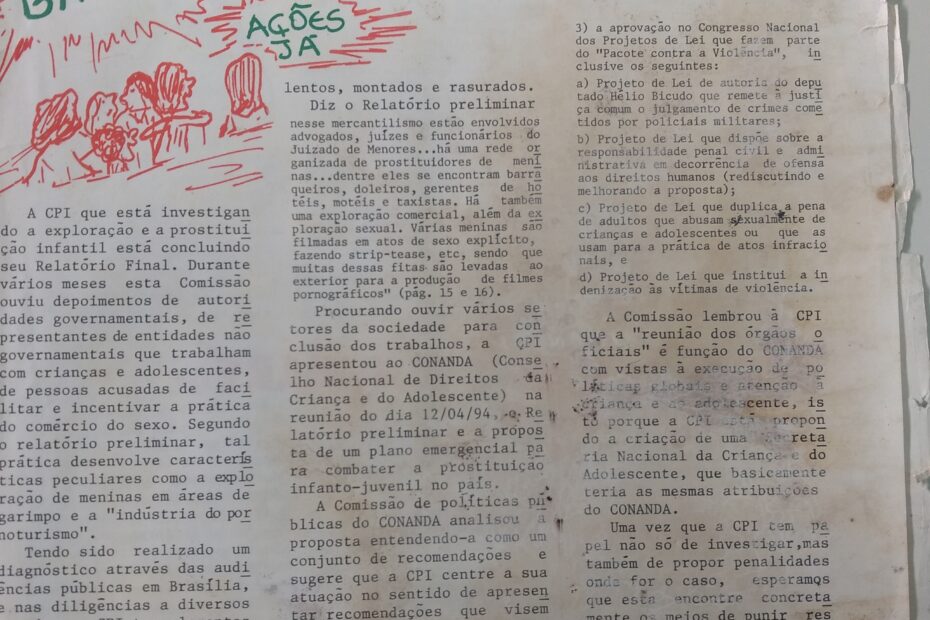 AÇÕES
JÁ
A CPI que está investigan
do a exploração e a prostitui
ção infantil está concluindo
seu Relatório Final. Durante
vários meses esta Comissão
ouviu depoimentos de autori
dades governamentais, de re
presentantes de entidades não
governamentais que trabalham
com crianças e adolescentes,
de pessoas acusadas de faci
litar e incentivar a prática
do comércio do sexo. Segundo
o relatório preliminar, tal
prática desenvolve caracterís
ticas peculiares como a explo
ração de meninas em áreas de
garimpo e a "indústria do por
noturismo".
Tendo sido realizado um
diagnóstico através das audi
ências públicas em Brasília,
e nas diligências a diversos
lentos, montados e rasurados.
Diz o Relatório preliminar
nesse mercantilismo estão envolvidos
advogados, juízes e funcionários do
Juizado de Menores...há uma rede or
ganizada de prostituidores de meni
nas...dentre eles se encontram barra
queiros, doleiros, gerentes de ho
téis, motéis e taxistas. Há também
uma exploração comercial, além da ex
ploração sexual. Várias meninas são
filmadas em atos de sexo explícito,
fazendo strip-tease, etc, sendo que
muitas dessas fitas são levadas ao
exterior para a produção de filmes
pornográficos" (pág. 15 e 16).
Procurando ouvir vários se
tores da sociedade para con
clusão dos trabalhos, a CPI
apresentou ao CONANDA (Conse
lho Nacional de Direitos da
Criança e do Adolescente) na
reunião do dia 12/04/94, o Re
latório preliminar e a propos
ta de um plano emergencial pa
ra combater a prostituição
infanto-juvenil no país.
A Comissão de políticas pú
blicas do CONANDA analisou a
proposta entendendo-a como um
conjunto de recomendações e
sugere que a CPI centre a sua
atuação no sentido de apresen
tar recomendações que visem
3) a aprovação no Congresso Nacional
dos Projetos de Lei que fazem parte
do "Pacote contra a Violência", in
clusive os seguintes:
a) Projeto de Lei de autoria do depu
tado Hélio Bicudo que remete à justi
ça comum o julgamento de crimes come
tidos por policiais militares;
b) Projeto de Lei que dispõe sobre a
responsabilidade penal civil e admi
nistrativa em decorrência de ofensa
aos direitos humanos (rediscutindo e
melhorando a proposta);
c) Projeto de Lei que duplica a pena
de adultos que abusam sexualmente de
crianças e adolescentes ou que as
usam para a prática de atos infracio
nais, e
d) Projeto de Lei que institui a in
denização às vítimas de violência.
A Comissão lembrou à CPI
que a "reunião dos órgãos o
ficiais" é função do CONANDA
com vistas à execução de po
líticas globais e atenção à
criança e ao adolescente, is
to porque a CPI está propon
do a criação de uma Secreta
ria Nacional da Criança e do
Adolescente, que basicamente
teria as mesmas atribuições
do CONANDA.
Uma vez que a CPI tem pa
pel não só de investigar,mas
também de propor penalidades
onde for o caso, esperamos
que esta encontre concreta
mente os meios de punir res